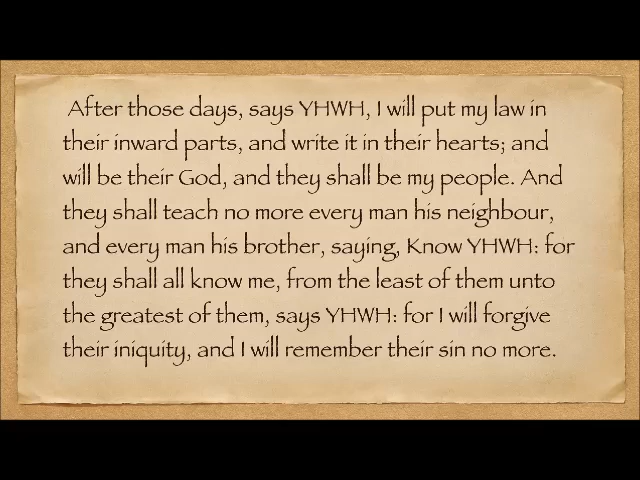 After those days, says YHWH, I will put my law in
their inward parts, and write it in their hearts; and
will be their God, and they shall be my people. And
they shall teach no more every man his neighbour,
and every man his brother, saying, Know YHWH: for
they shall all know me, from the least of them unto
the greatest of them, says YHWH: for I will forgive
their iniquity, and I will remember their sin no more.